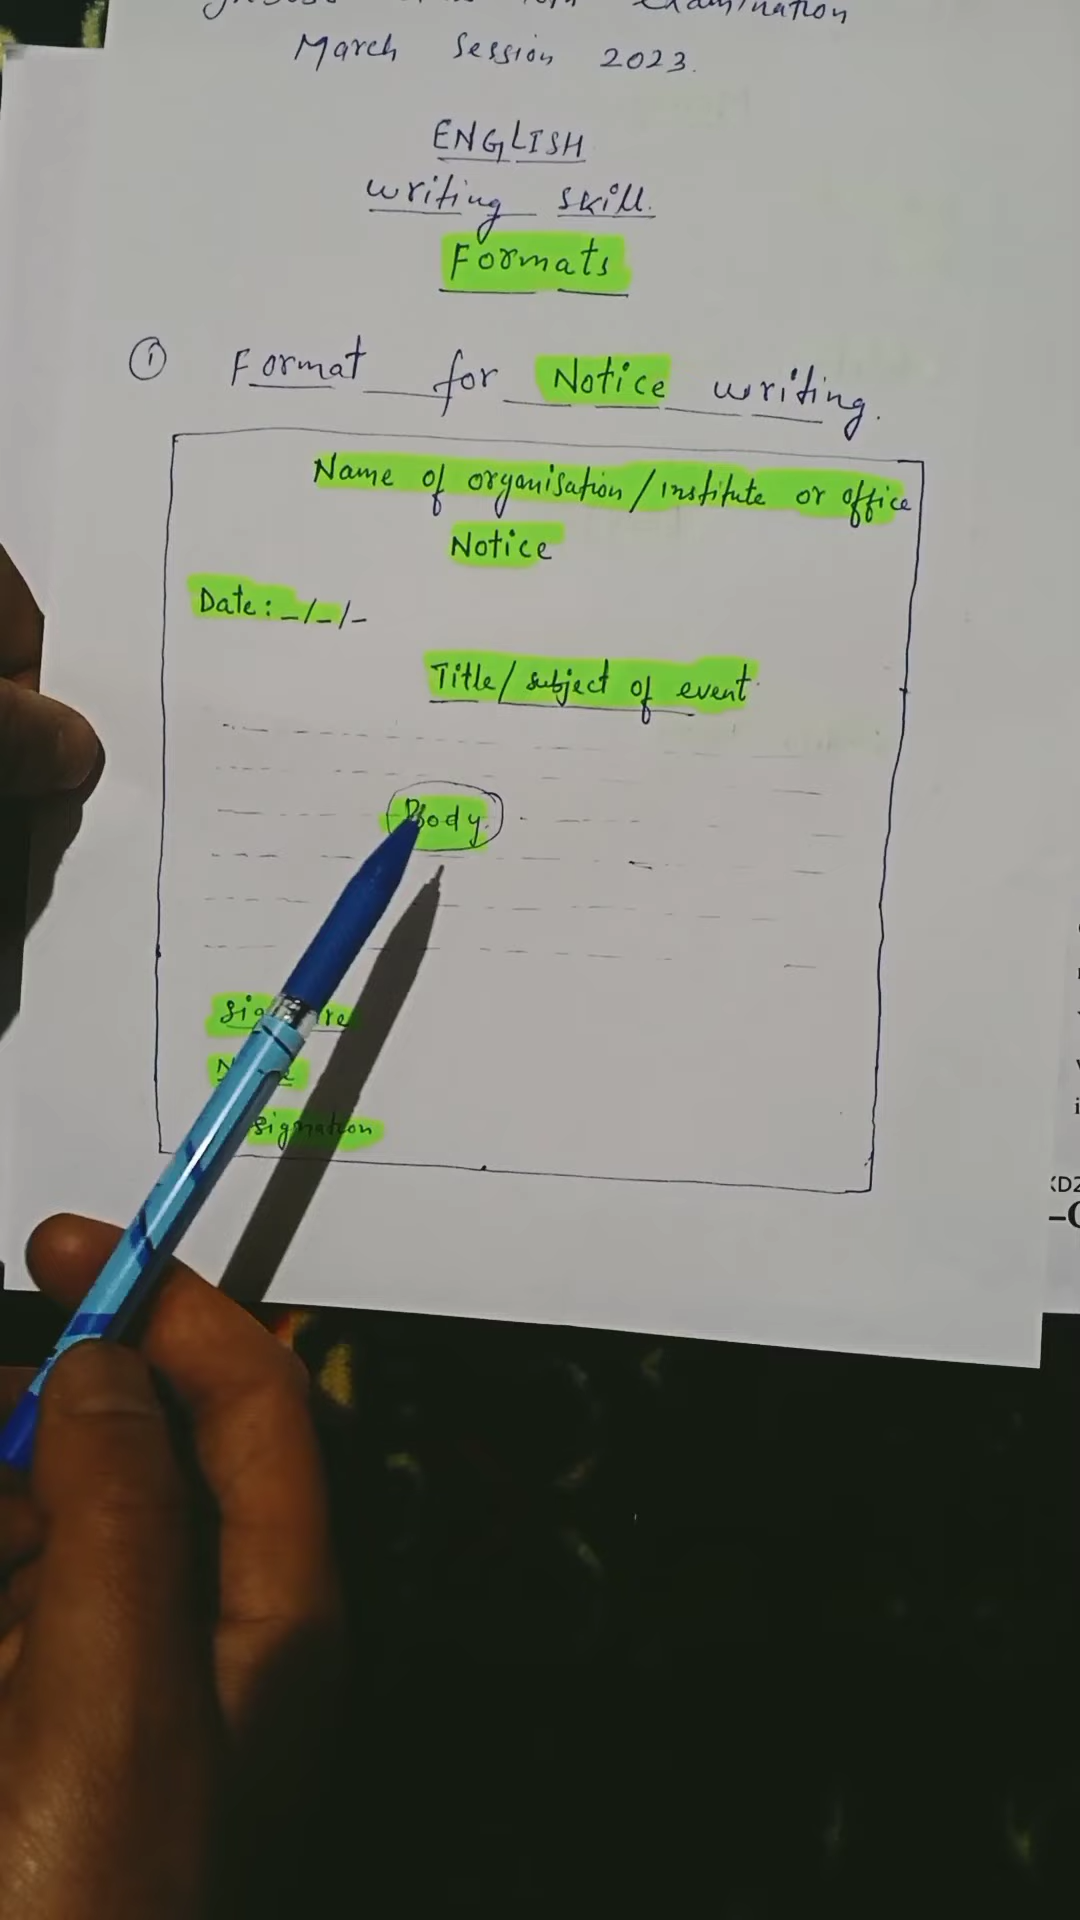 examination
March Session 2023.
ENGLISH
writing skill.
Formats
① Format for Notice writing.
Name of organisation/institute or office
Notice
Date: _/_/_
Title/subject of event.
Body.